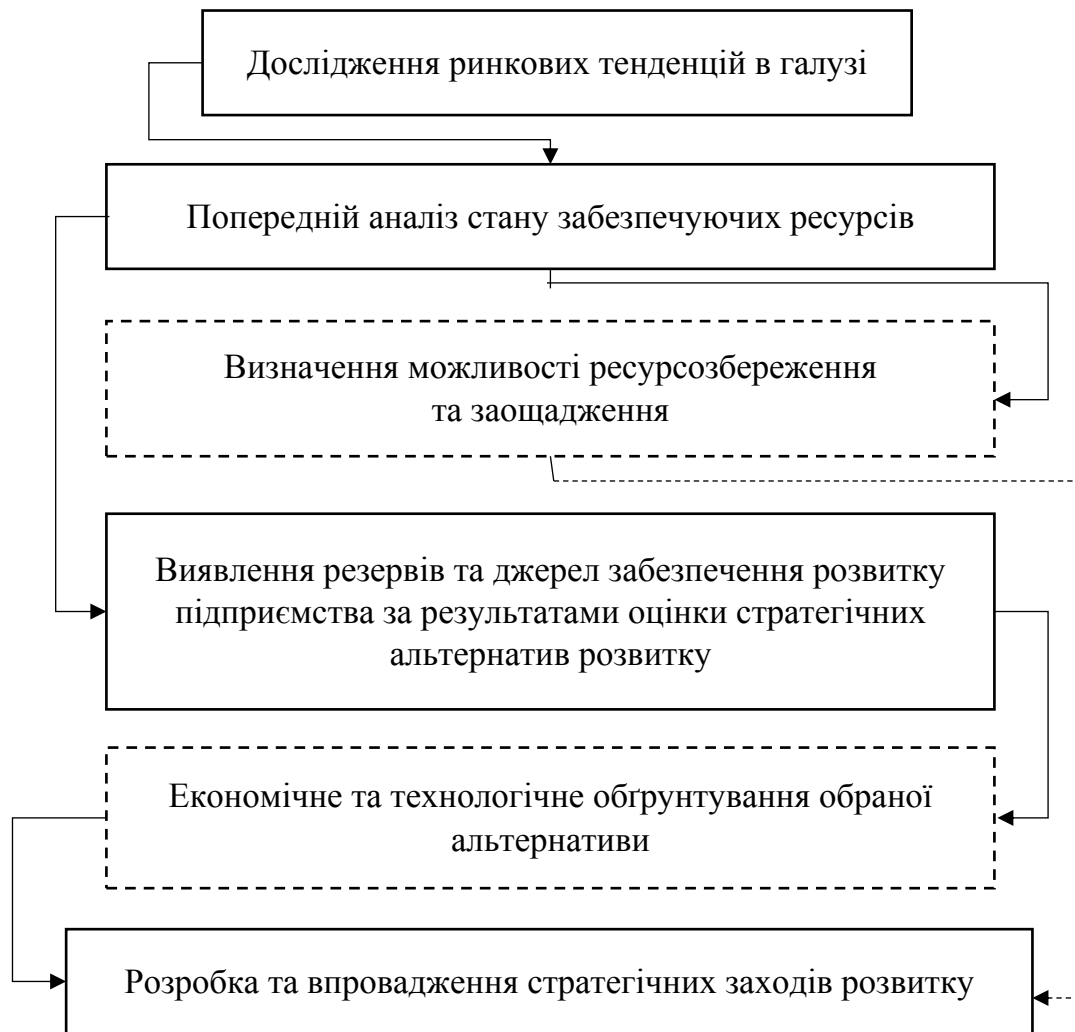 Дослідження ринкових тенденцій в галузі
Попередній аналіз стану забезпечуючих ресурсів
Визначення можливості ресурсозбереження
та заощадження
Виявлення резервів та джерел забезпечення розвитку
підприємства за результатами оцінки стратегічних
альтернатив розвитку
Економічне та технологічне обґрунтування обраної
альтернативи
Розробка та впровадження стратегічних заходів розвитку